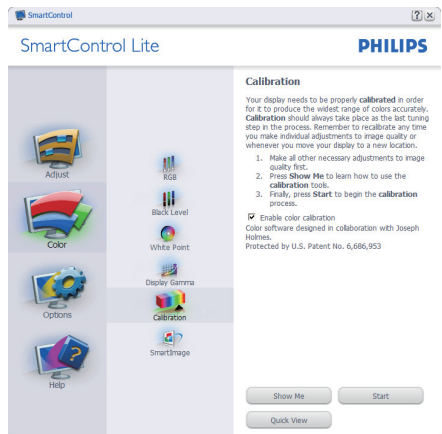 SmartControl
SmartControl Lite
PHILIPS
Adjust
Color
Options
Help
RGB
Black Level
White Point
Display Gamma
Calibration
SmartImage
Calibration
Your display needs to be properly calibrated in order
for it to produce the widest range of colors accurately.
Calibration should always take place as the last tuning
step in the process. Remember to recalibrate any time
you make individual adjustments to image quality or
whenever you move your display to a new location.
1. Make all other necessary adjustments to image
quality first.
2. Press Show Me to learn how to use the
calibration tools.
3. Finally, press Start to begin the calibration
process.
Enable color calibration
Color software designed in collaboration with Joseph
Holmes.
Protected by U.S. Patent No. 6,686,953
Show Me
Start
Quick View